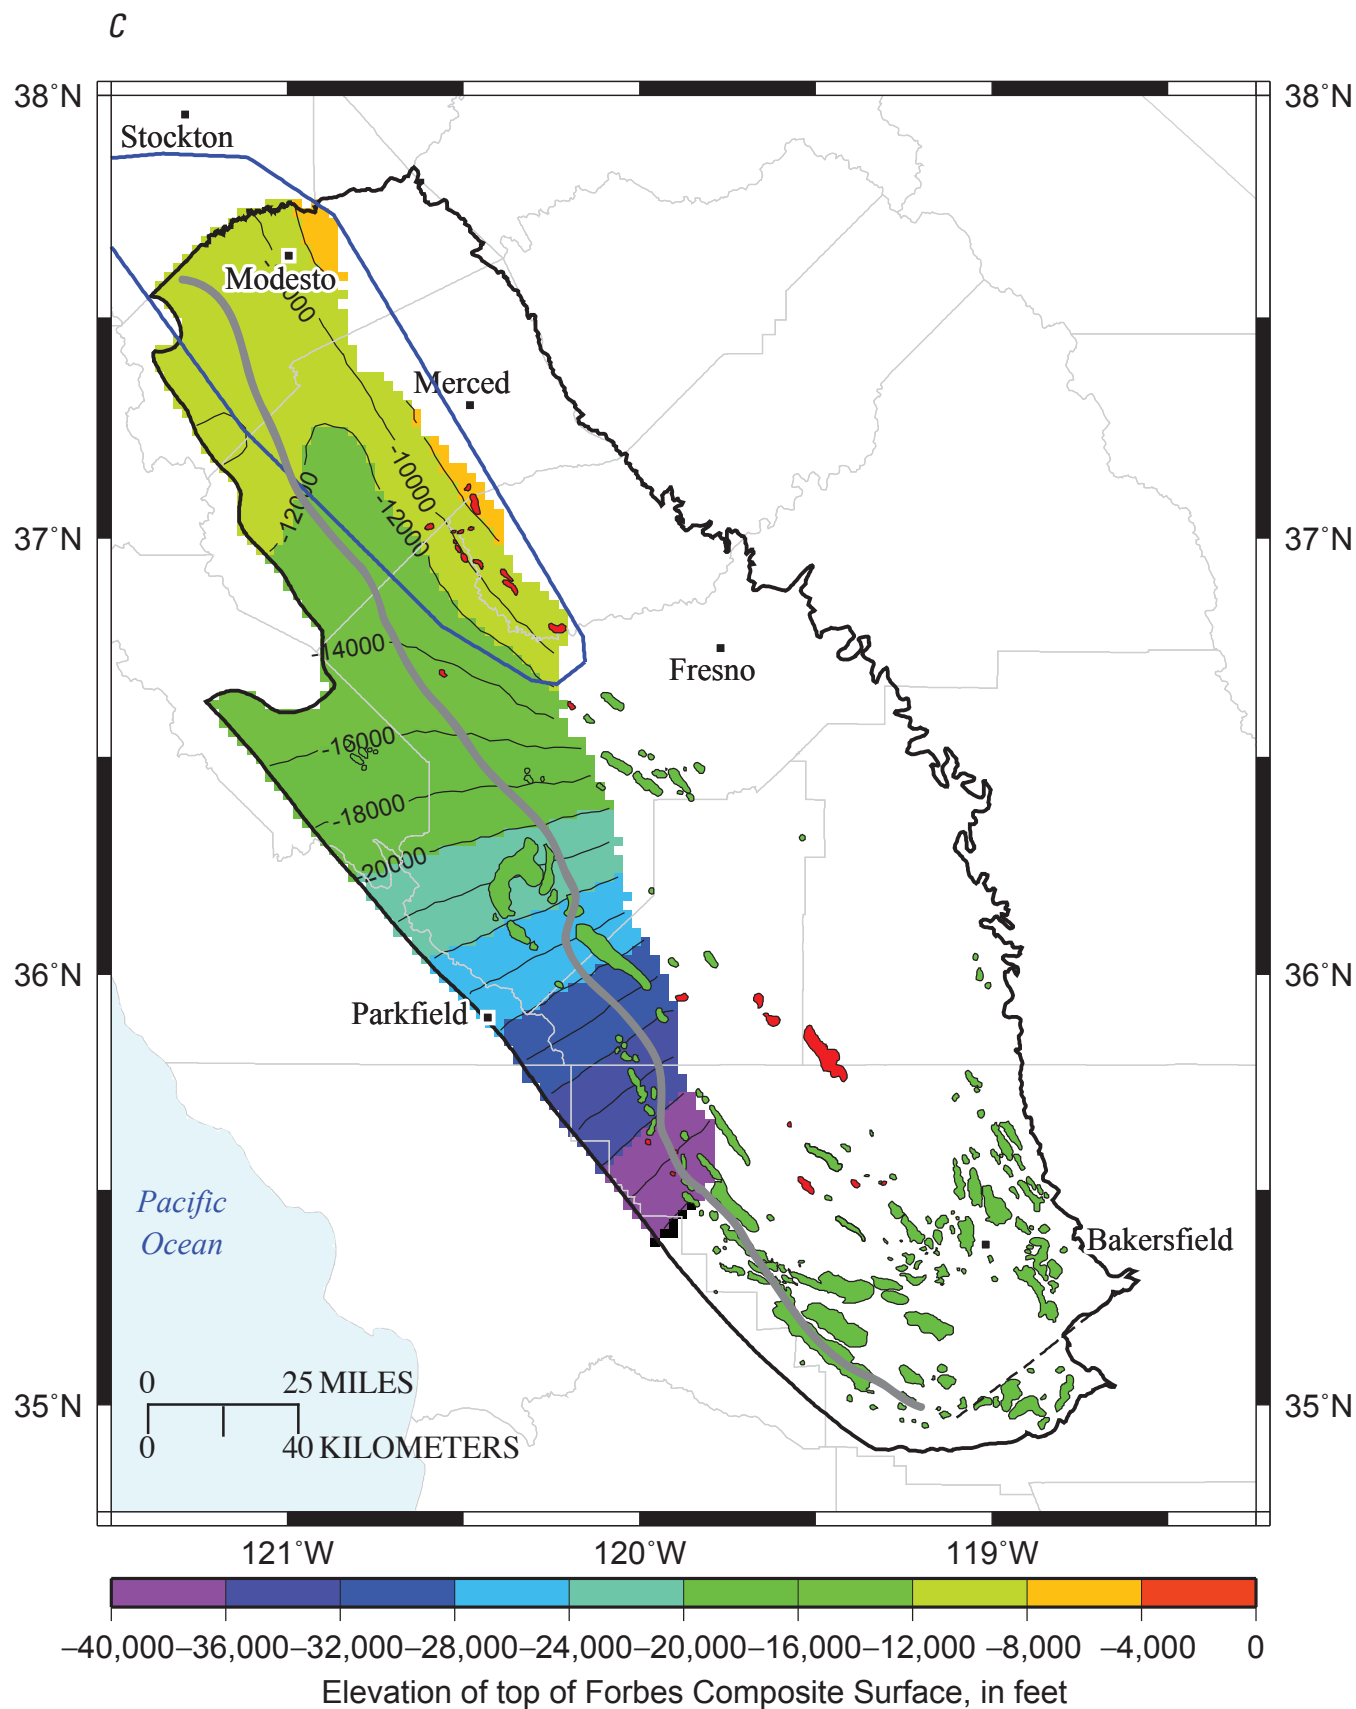 C
38°N
38°N
Stockton
Modesto
Merced
-10000
-12000
-12000
37°N
37°N
-14000
Fresno
-16000
-18000
-20000
36°N
36°N
Parkfield
Pacific
Ocean
Bakersfield
0 25 MILES
0 40 KILOMETERS
35°N
35°N
121°W 120°W 119°W
–40,000 –36,000 –32,000 –28,000 –24,000 –20,000 –16,000 –12,000 –8,000 –4,000 0
Elevation of top of Forbes Composite Surface, in feet